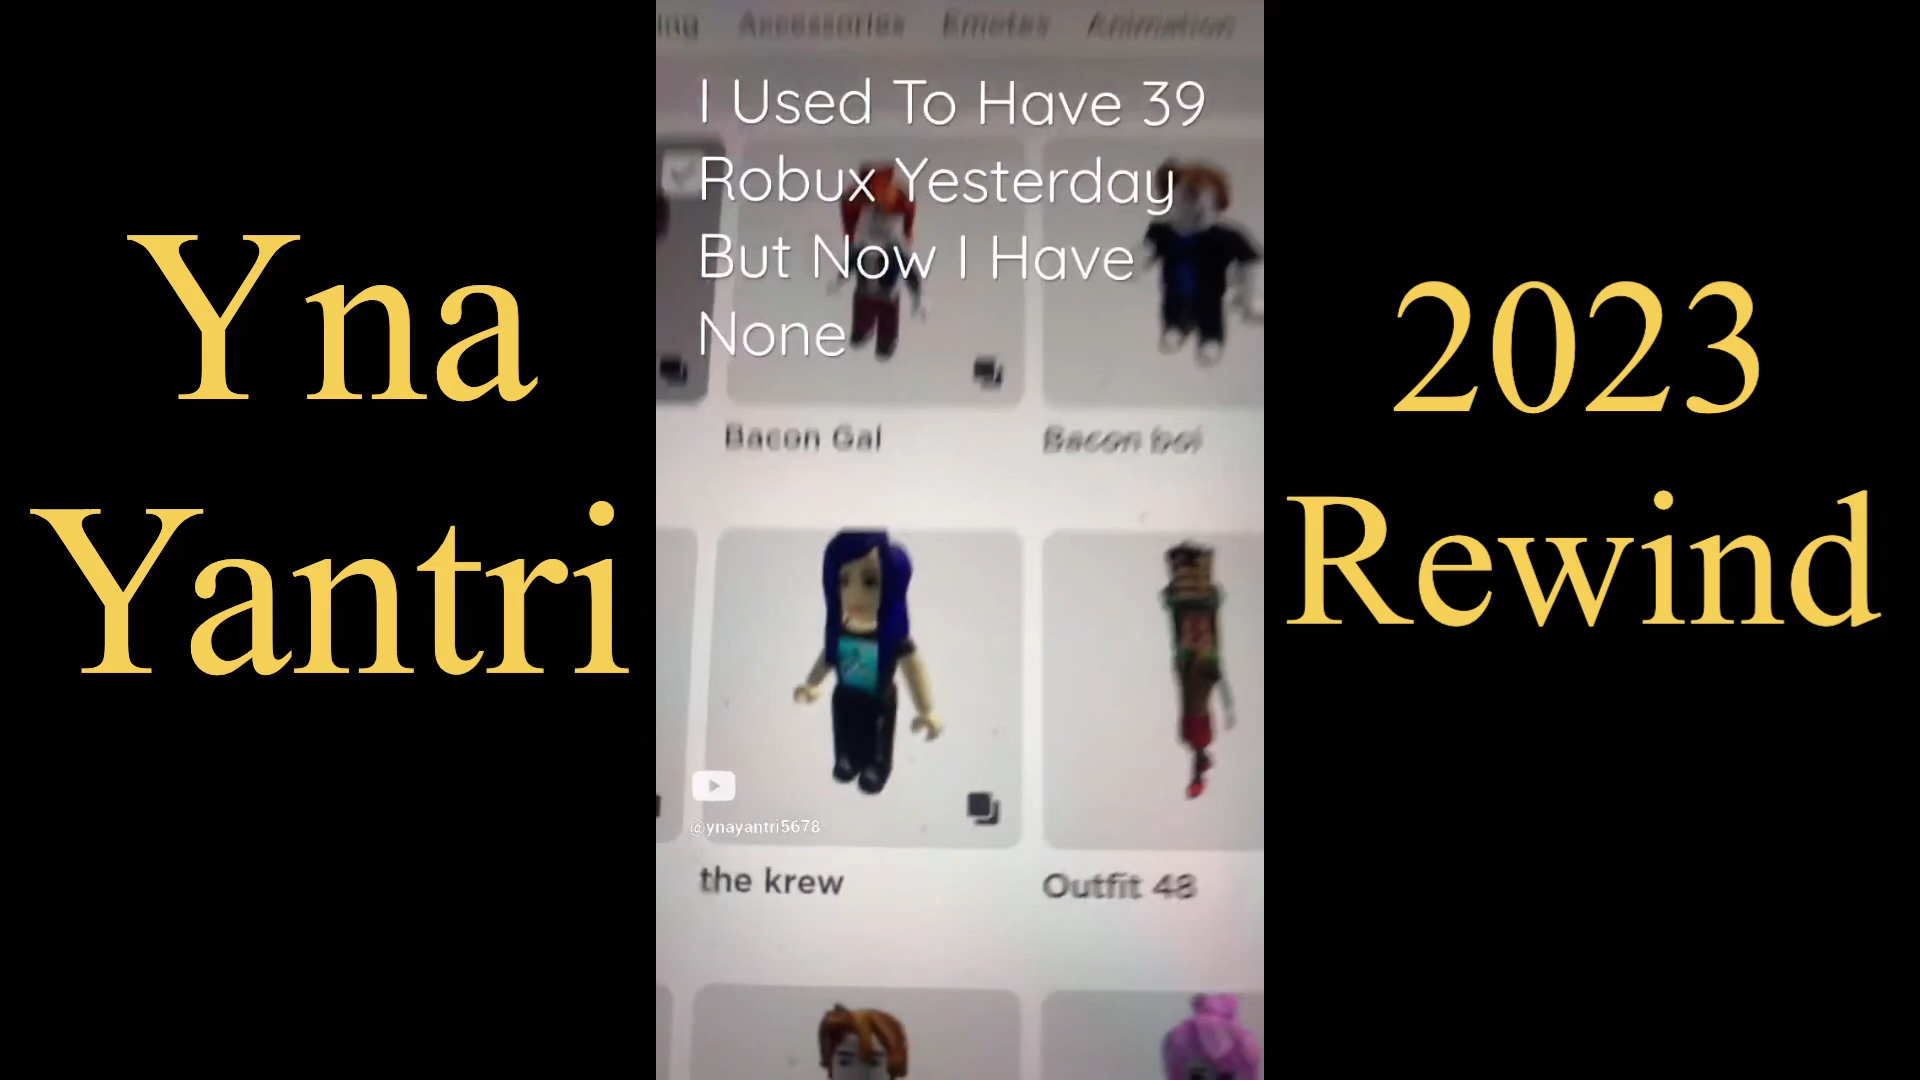 Yna
Yantri
ing Accessories Emotes Animation
I Used To Have 39
Robux Yesterday
But Now I Have
None
Bacon Gal
Bacon boi
@ynayantri5678
the krew
Outfit 48
2023
Rewind